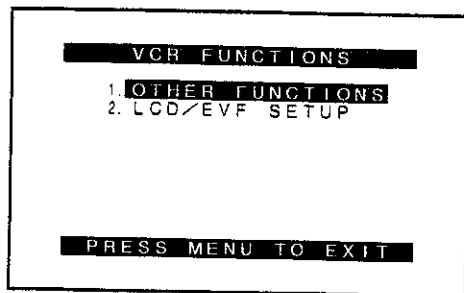 VCR FUNCTIONS
1. OTHER FUNCTIONS
2. LCD/EVF SETUP
PRESS MENU TO EXIT